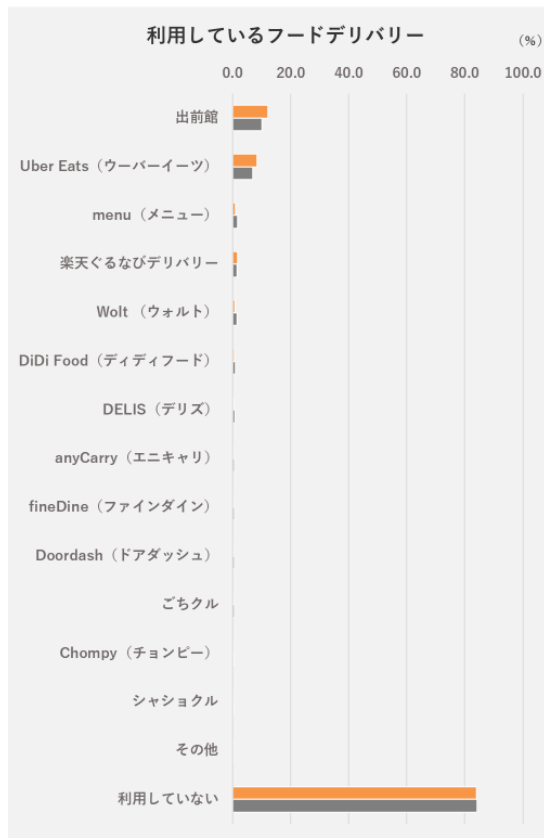 利用しているフードデリバリー
(%)
0.0 20.0 40.0 60.0 80.0 100.0
出前館
Uber Eats（ウーバーイーツ）
menu（メニュー）
楽天ぐるなびデリバリー
Wolt （ウォルト）
DiDi Food（ディディフード）
DELIS（デリズ）
anyCarry（エニキャリ）
fineDine（ファインダイン）
Doordash（ドアダッシュ）
ごちクル
Chompy（チョンピー）
シャショクル
その他
利用していない